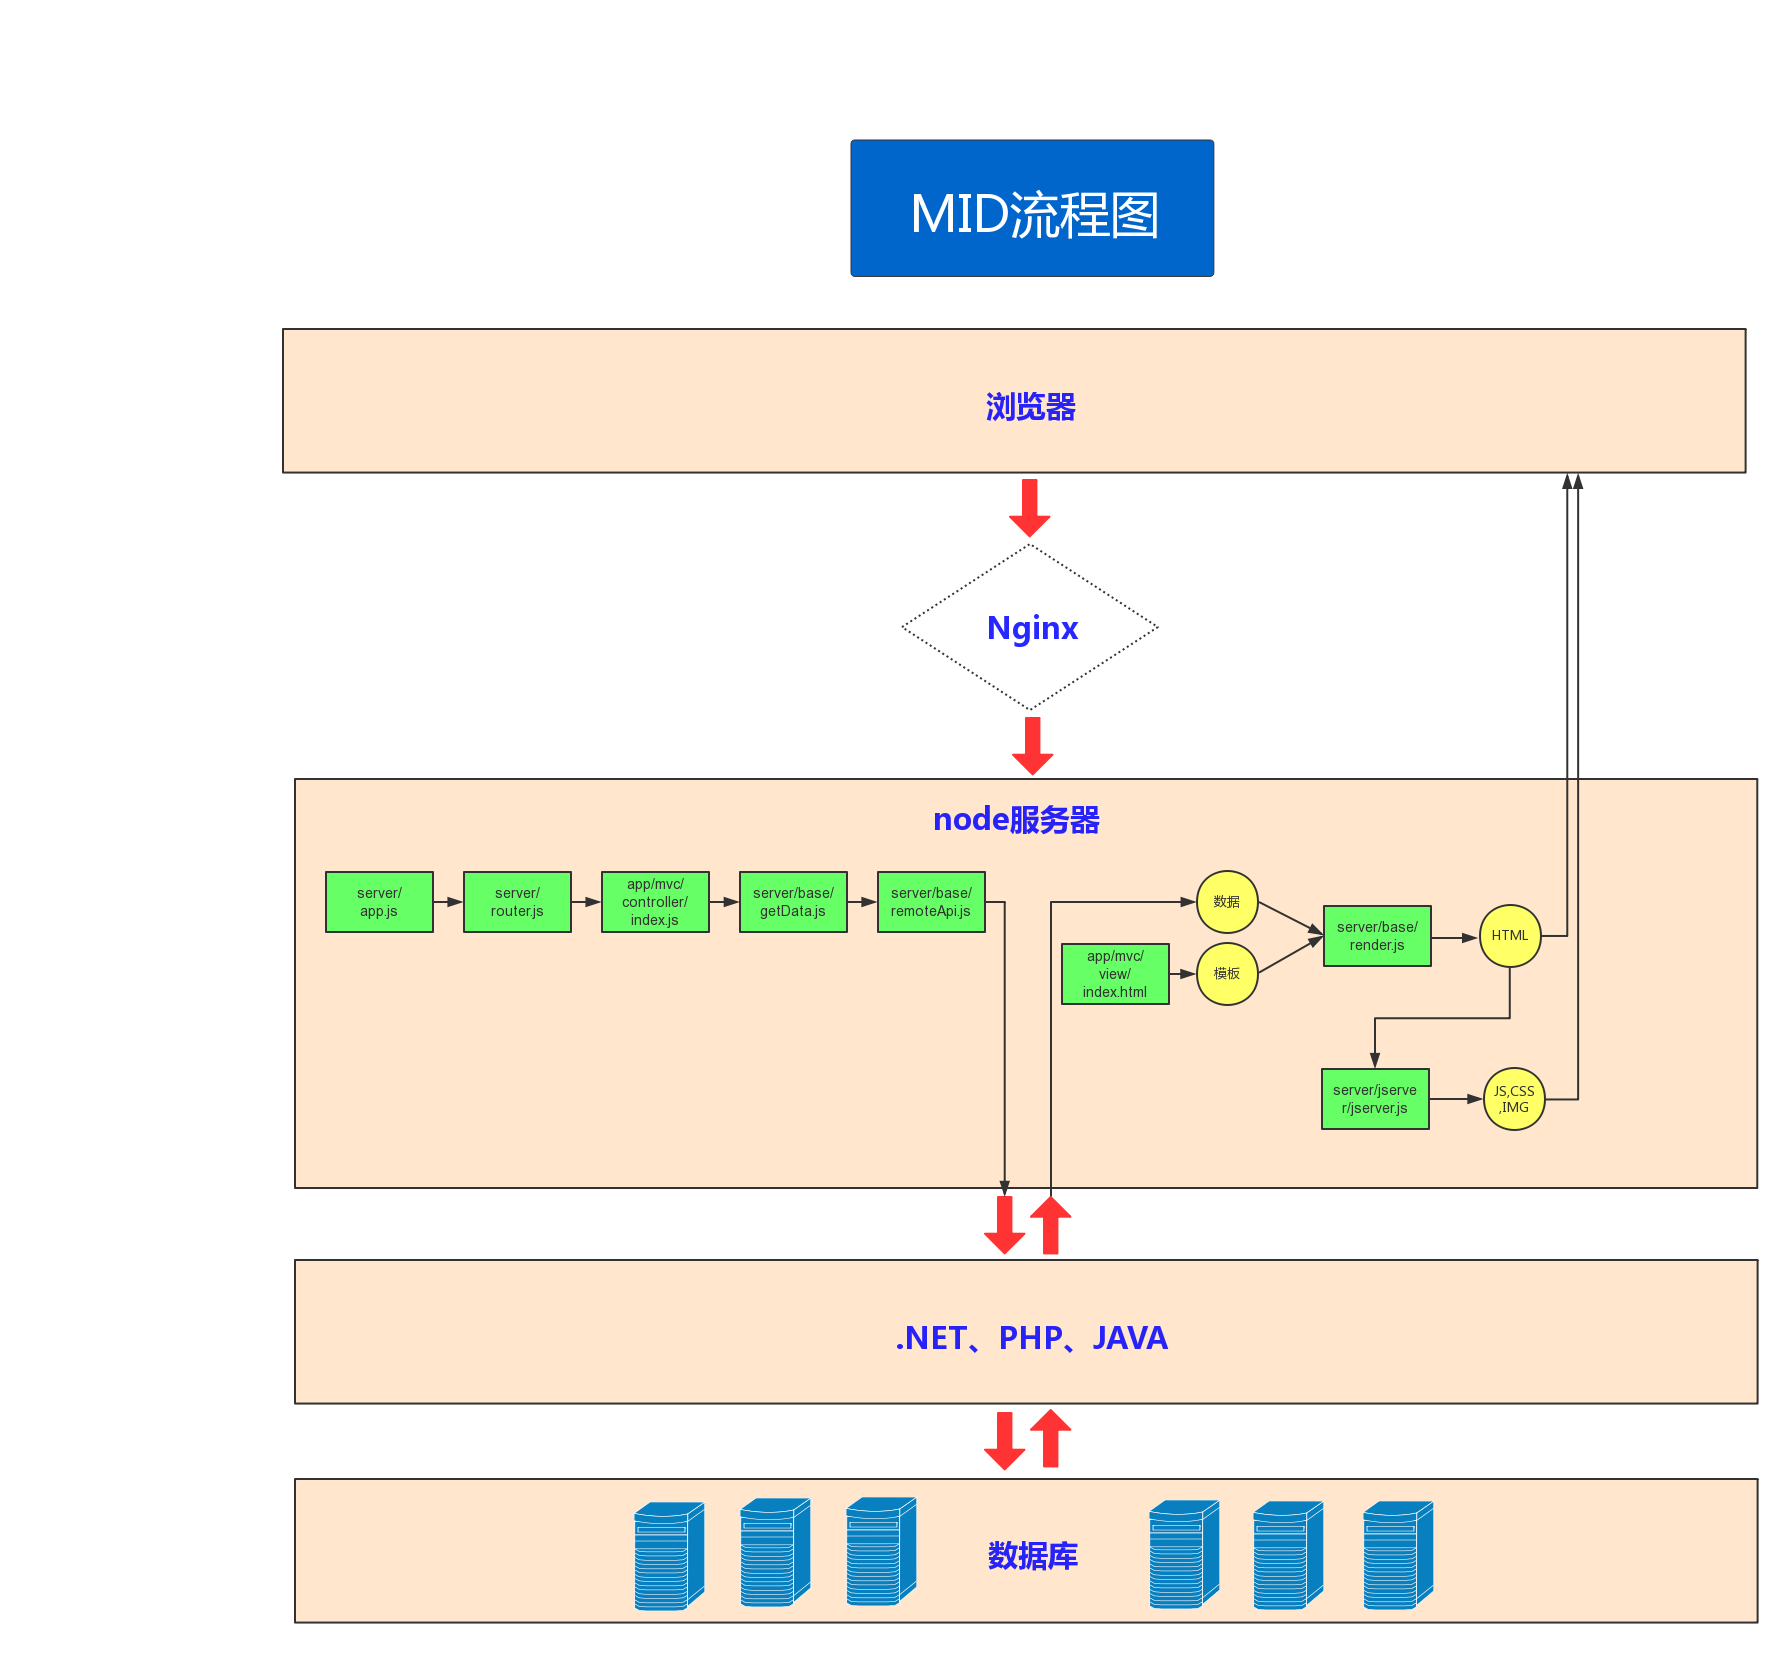 MID流程图
浏览器
Nginx
node服务器
server/
app.js
server/
router.js
app/mvc/
controller/
index.js
server/base/
getData.js
server/base/
remoteApi.js
数据
app/mvc/
view/
index.html
模板
server/base/
render.js
HTML
server/jserve
r/jserver.js
JS,CSS
,IMG
.NET、PHP、JAVA
数据库